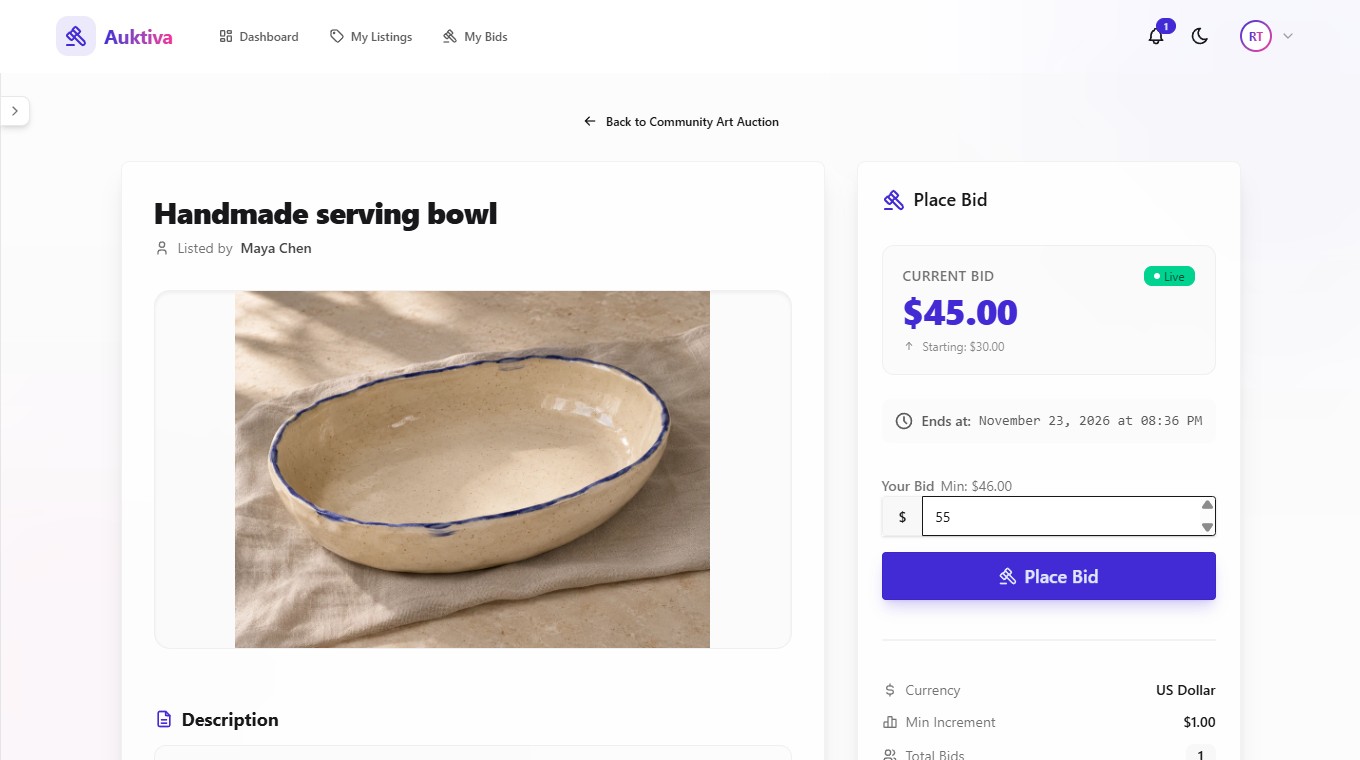 Auktiva
Dashboard
My Listings
My Bids
1
RT
Back to Community Art Auction
Handmade serving bowl
Listed by Maya Chen
Description
Place Bid
CURRENT BID
Live
$45.00
Starting: $30.00
Ends at: November 23, 2026 at 08:36 PM
Your Bid Min: $46.00
$ 55
Place Bid
Currency US Dollar
Min Increment $1.00
Total Bids 1